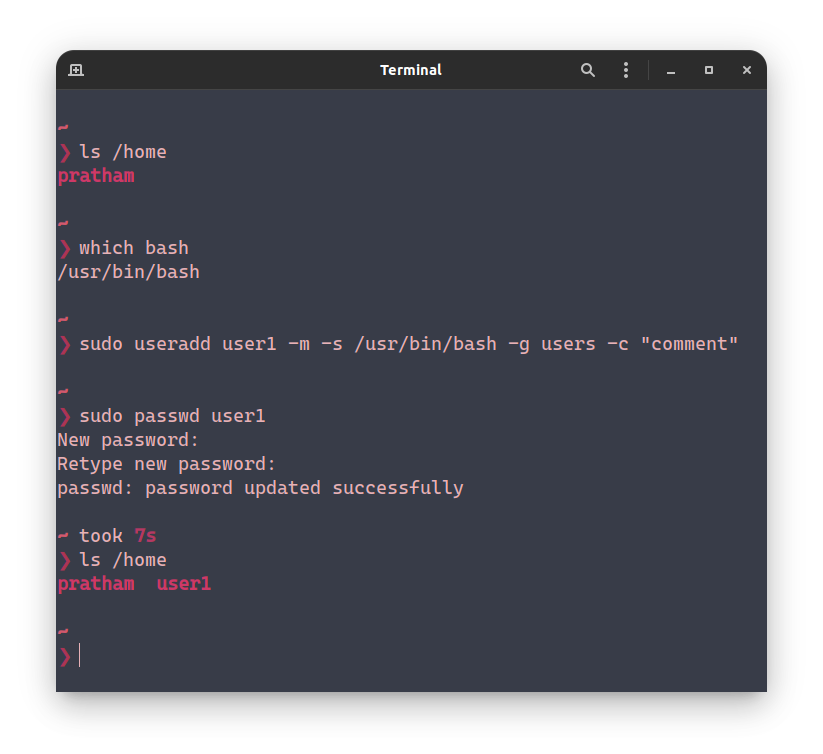 Terminal
~
❯ ls /home
pratham
~
❯ which bash
/usr/bin/bash
~
❯ sudo useradd user1 -m -s /usr/bin/bash -g users -c "comment"
~
❯ sudo passwd user1
New password:
Retype new password:
passwd: password updated successfully
~ took 7s
❯ ls /home
pratham  user1
~
❯